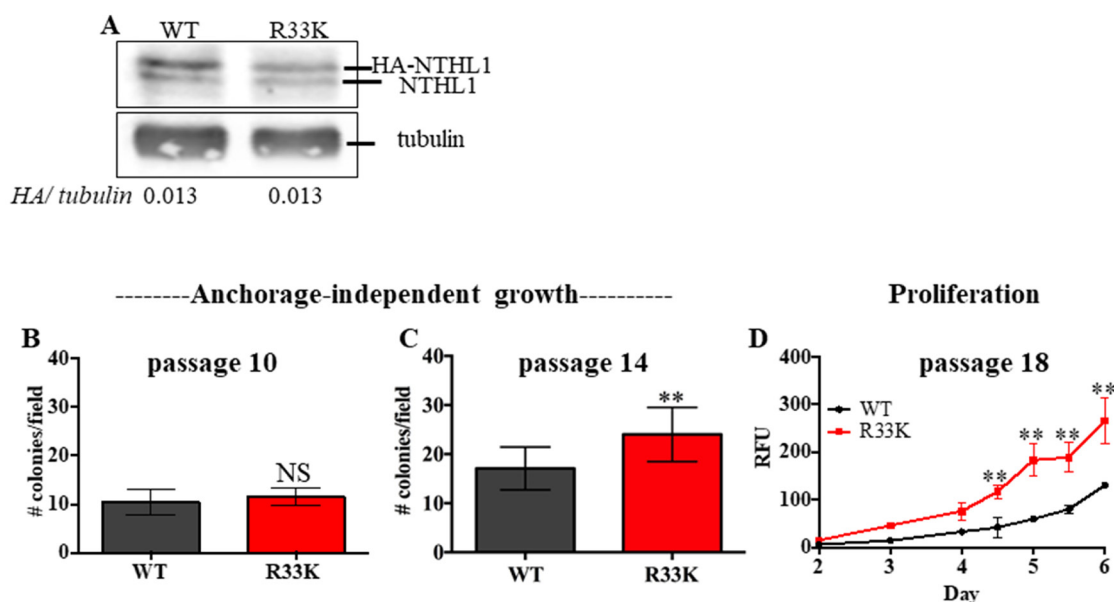 A
WT R33K
HA-NTHL1
NTHL1
tubulin
HA/ tubulin 0.013 0.013
--------Anchorage-independent growth----------
Proliferation
B
passage 10
# colonies/field
40
30
20
10
0
NS
WT R33K
C
passage 14
# colonies/field
40
30
20
10
0
**
WT R33K
D
passage 18
RFU
400
300
200
100
0
WT
R33K
**
**
**
**
2 3 4 5 6
Day